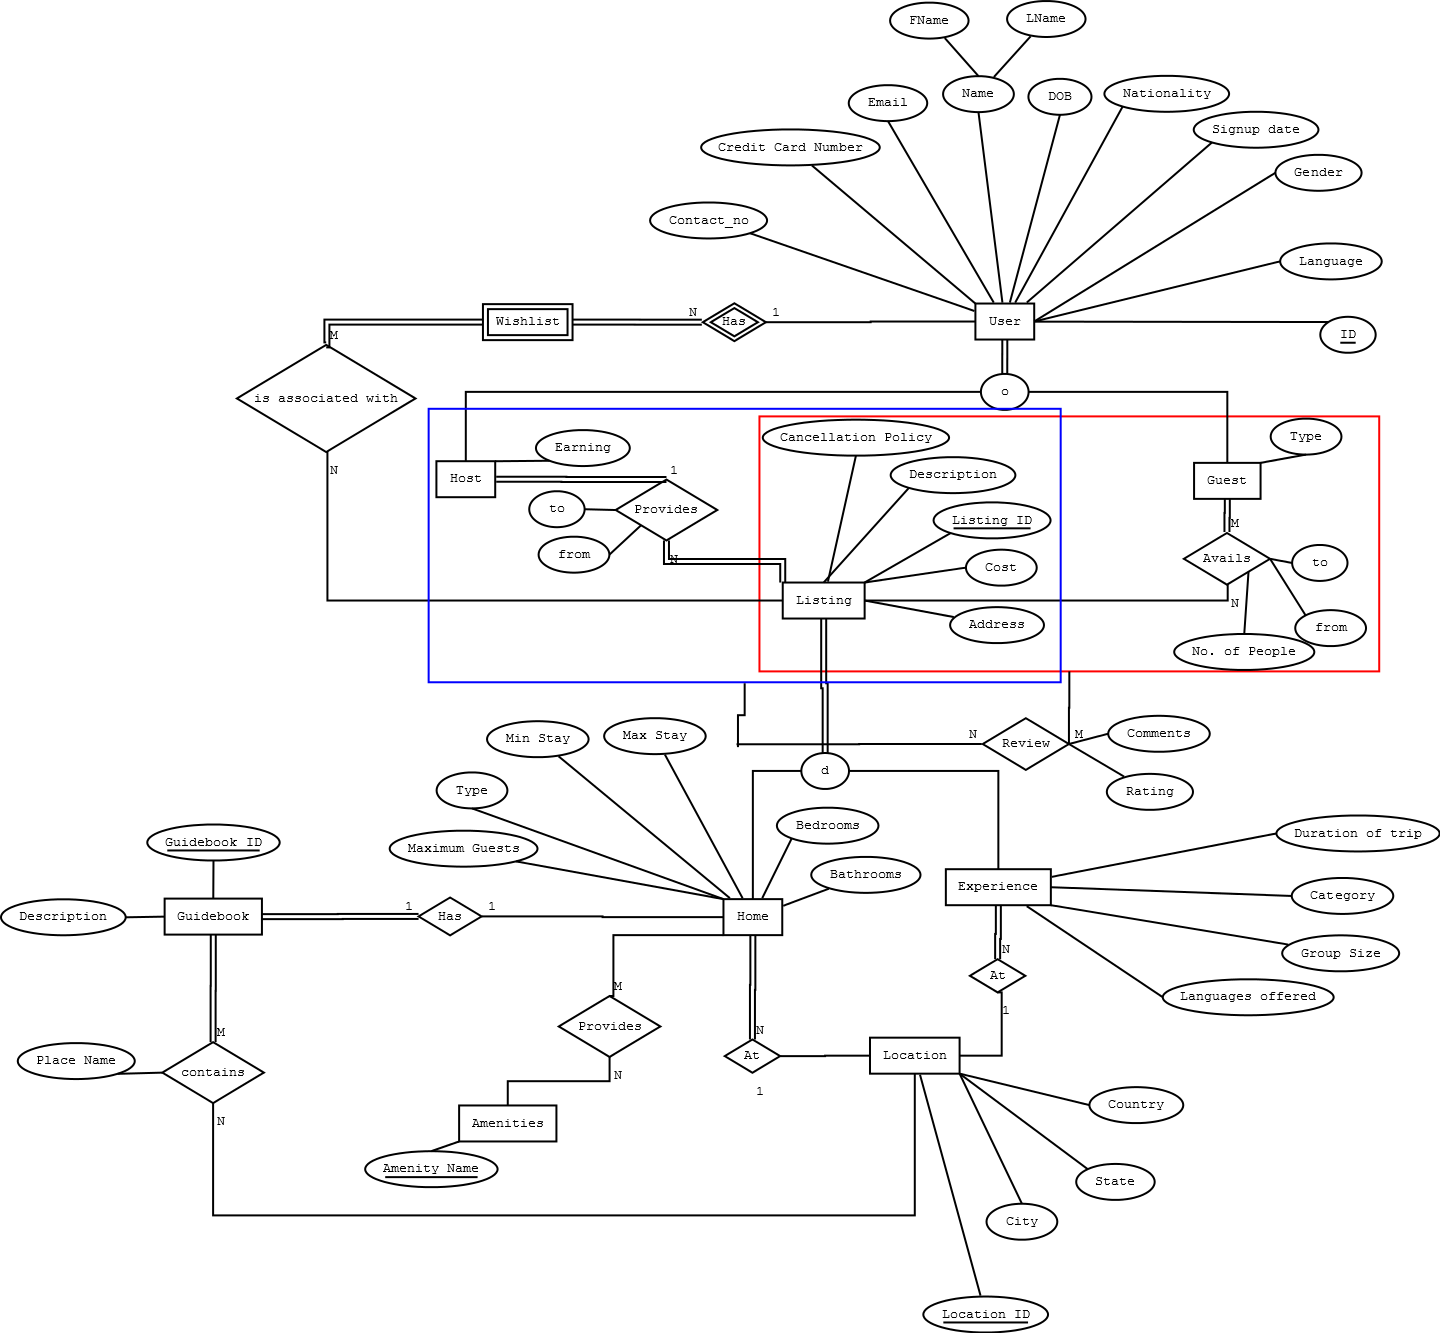 FName
LName
Name
DOB
Nationality
Email
Signup date
Credit Card Number
Gender
Contact_no
Language
Wishlist
N
Has
1
User
ID
M
is associated with
N
o
Cancellation Policy
Type
Earning
Host
1
Description
Guest
to
Provides
Listing ID
M
from
N
Cost
Avails
to
Listing
N
Address
from
No. of People
Min Stay
Max Stay
N
Review
M
Comments
d
Type
Rating
Bedrooms
Duration of trip
Guidebook ID
Maximum Guests
Bathrooms
Experience
Category
Description
Guidebook
1
Has
1
Home
N
Group Size
At
M
Languages offered
1
Provides
M
N
Place Name
At
Location
contains
N
1
Country
N
Amenities
Amenity Name
State
City
Location ID